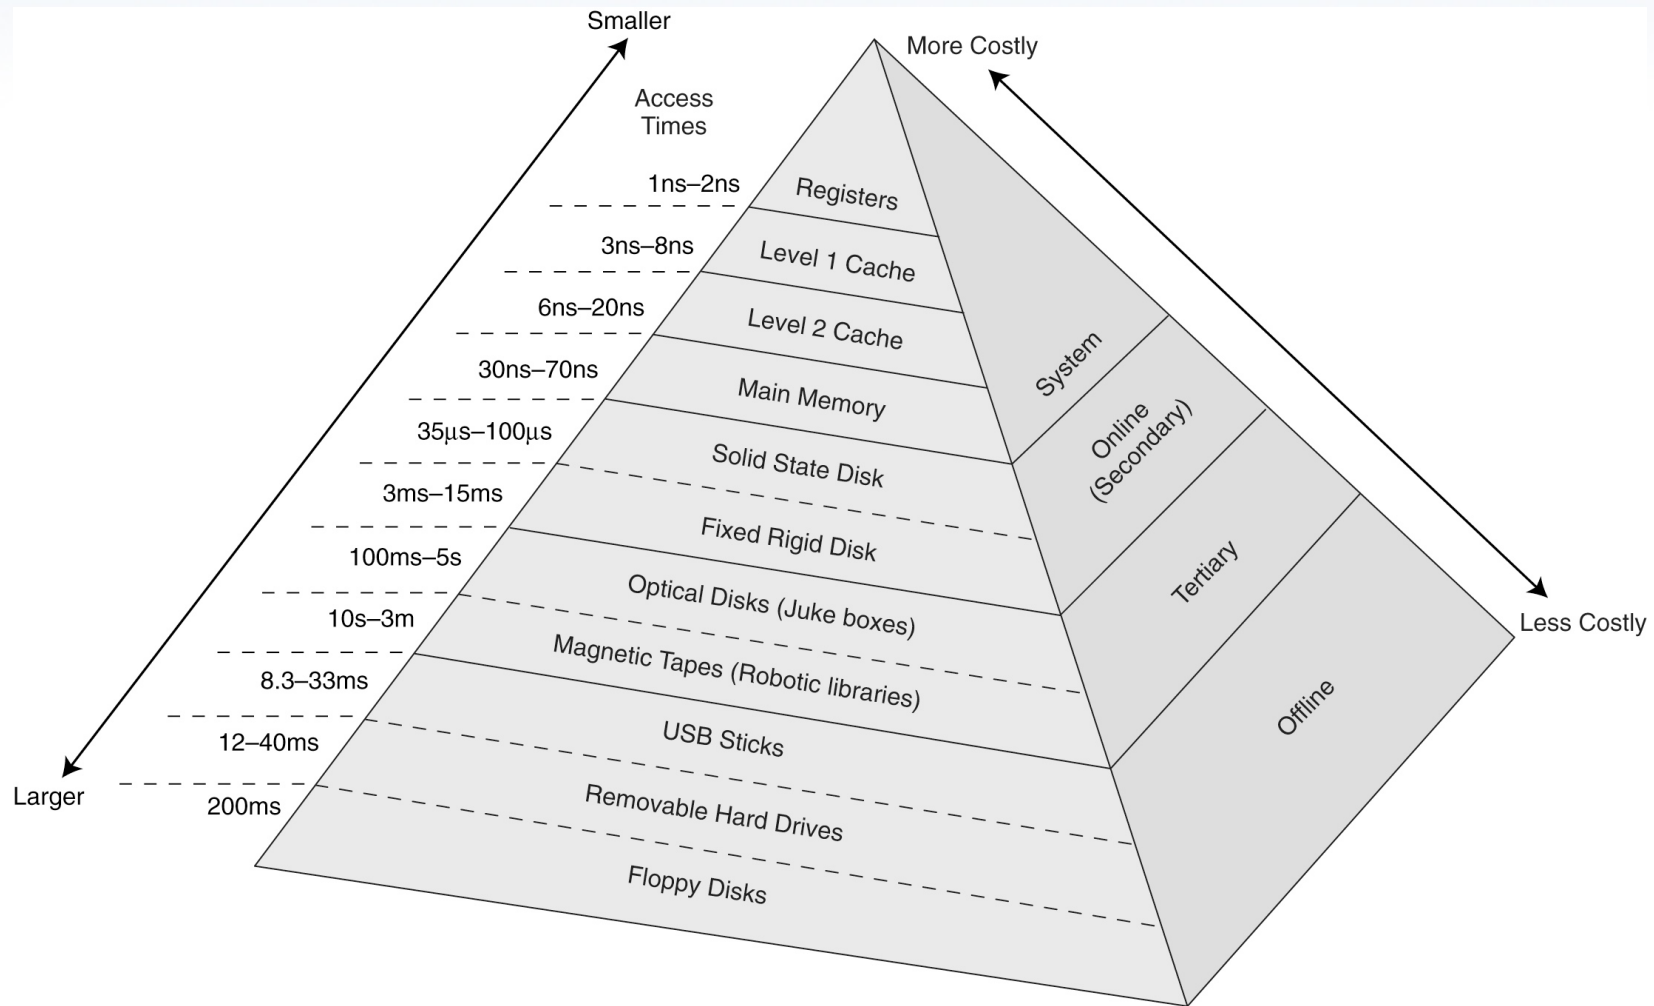 Smaller
More Costly
Access
Times
1ns–2ns
Registers
3ns–8ns
Level 1 Cache
6ns–20ns
Level 2 Cache
30ns–70ns
Main Memory
System
35µs–100µs
Solid State Disk
Online
(Secondary)
3ms–15ms
Fixed Rigid Disk
100ms–5s
Optical Disks (Juke boxes)
Tertiary
10s–3m
Magnetic Tapes (Robotic libraries)
Less Costly
8.3–33ms
USB Sticks
Offline
12–40ms
Removable Hard Drives
Larger
200ms
Floppy Disks